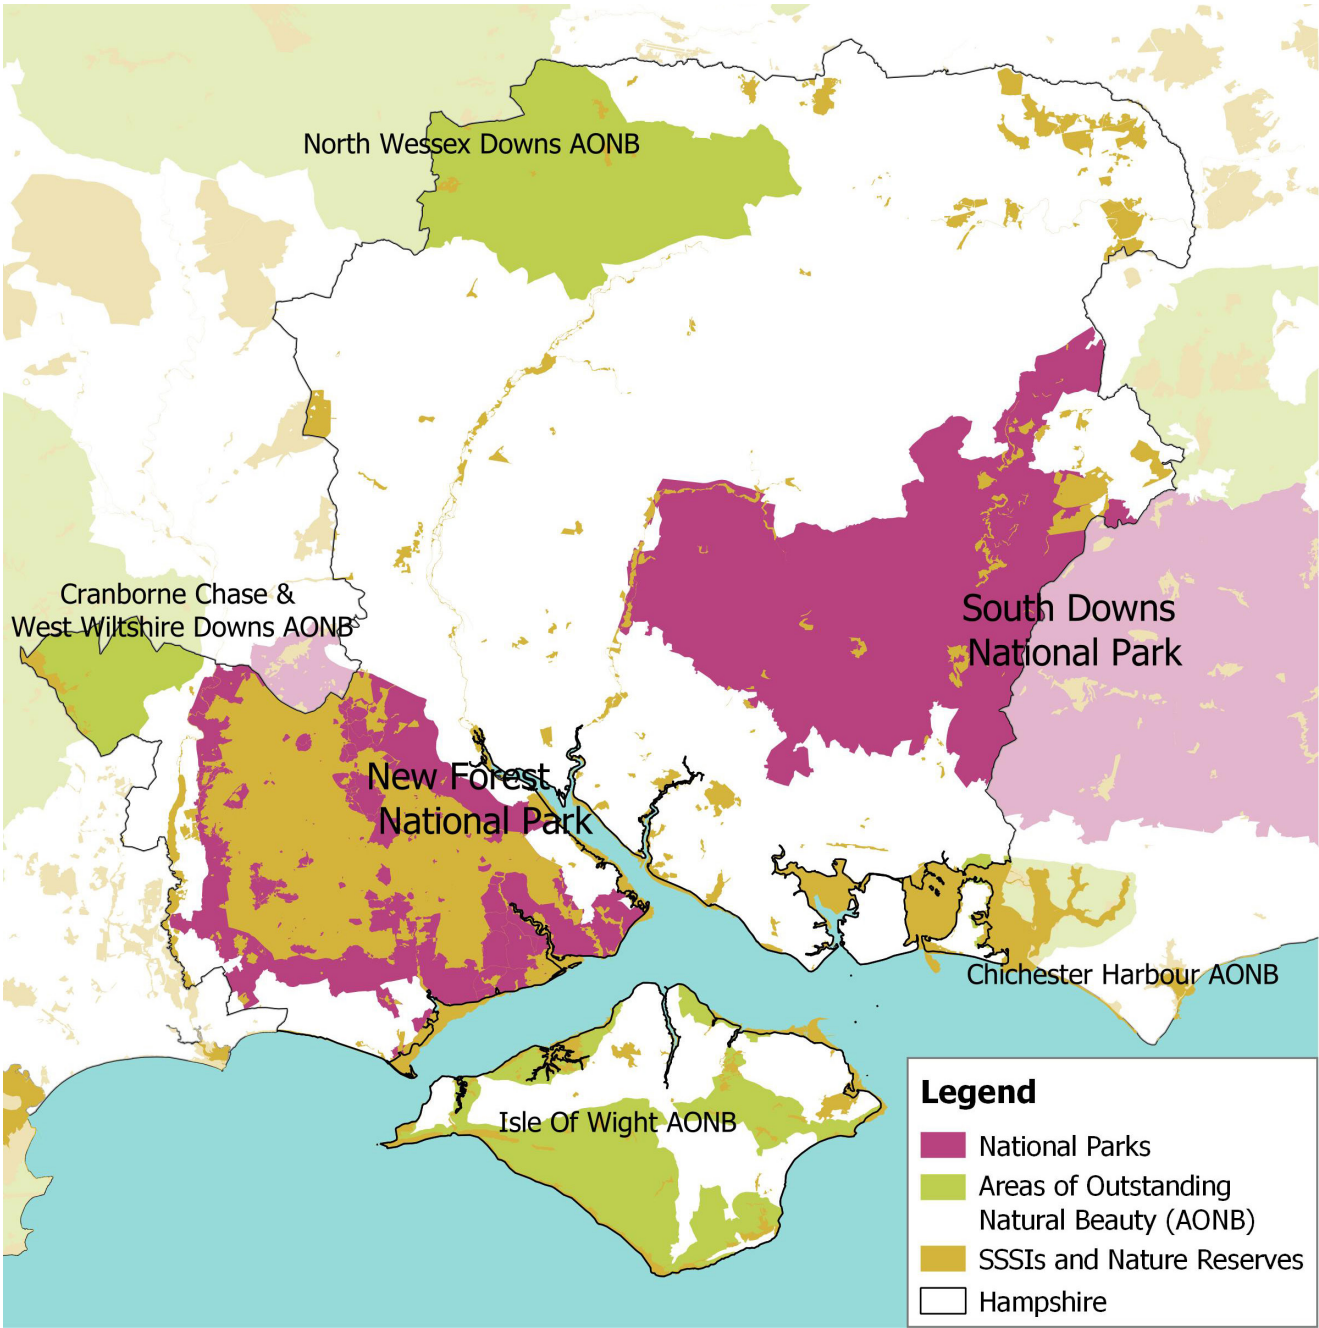 North Wessex Downs AONB
Cranborne Chase &
West Wiltshire Downs AONB
South Downs
National Park
New Forest
National Park
Chichester Harbour AONB
Isle Of Wight AONB
Legend
National Parks
Areas of Outstanding
Natural Beauty (AONB)
SSSIs and Nature Reserves
Hampshire